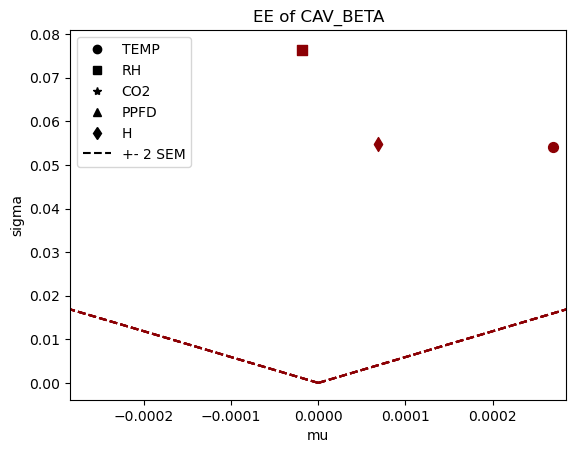 EE of CAV_BETA
TEMP
RH
CO2
PPFD
H
+- 2 SEM
0.08
0.07
0.06
0.05
0.04
0.03
0.02
0.01
0.00
sigma
−0.0002
−0.0001
0.0000
0.0001
0.0002
mu